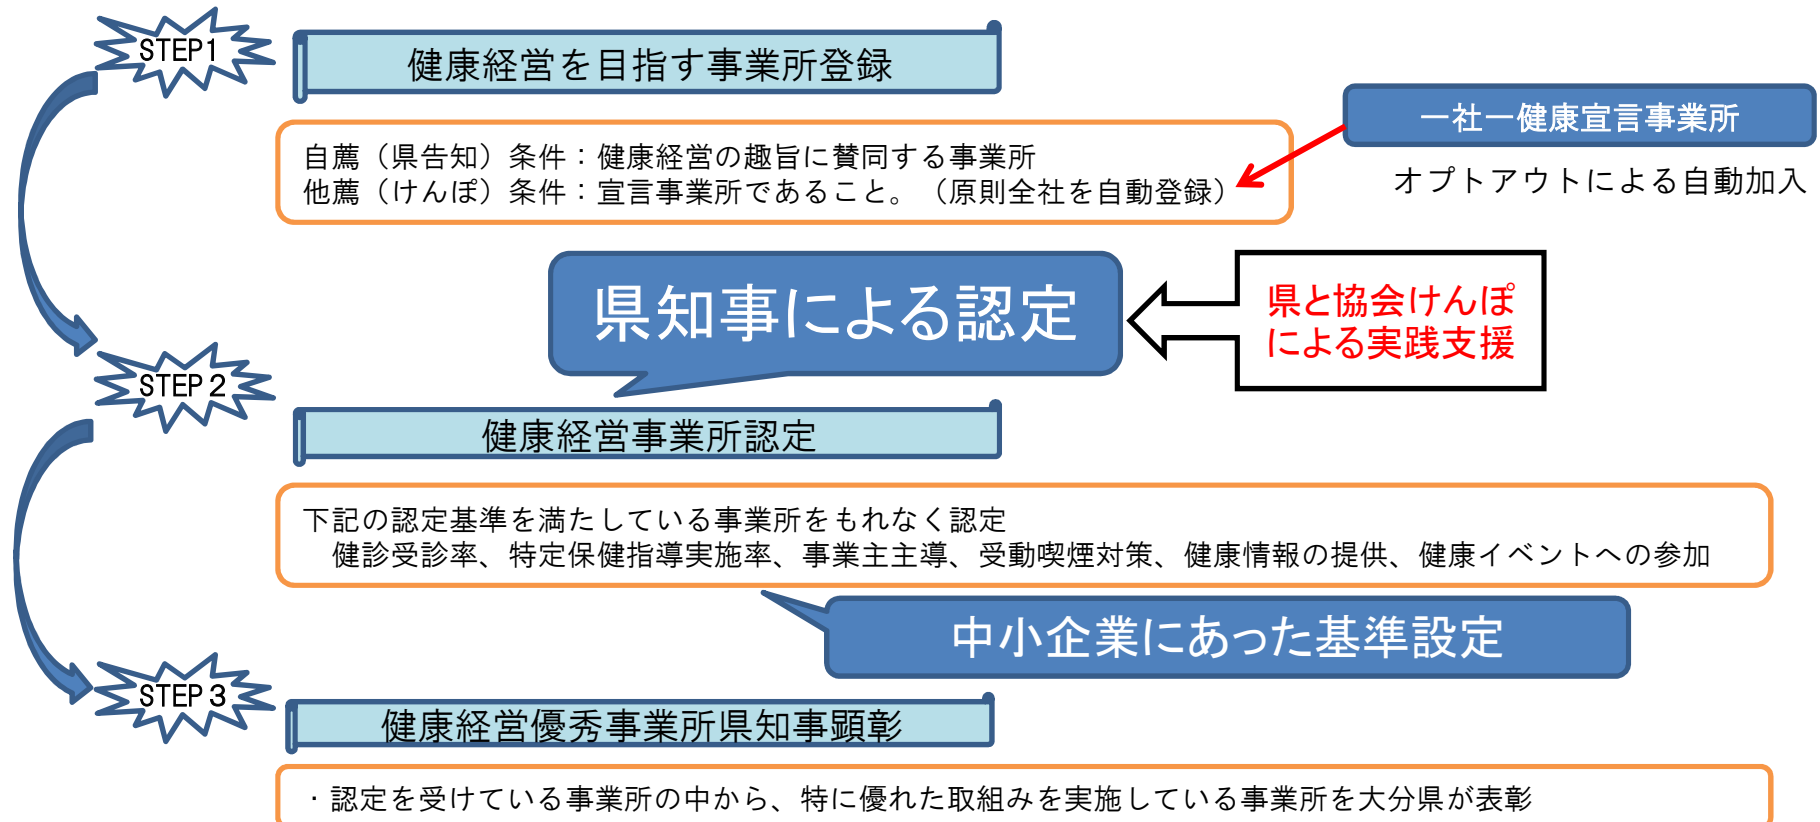 STEP1
健康経営を目指す事業所登録
一社一健康宣言事業所
オプトアウトによる自動加入
自薦（県告知）条件：健康経営の趣旨に賛同する事業所
他薦（けんぽ）条件：宣言事業所であること。（原則全社を自動登録）
県知事による認定
県と協会けんぽ
による実践支援
STEP２
健康経営事業所認定
下記の認定基準を満たしている事業所をもれなく認定
健診受診率、特定保健指導実施率、事業主主導、受動喫煙対策、健康情報の提供、健康イベントへの参加
中小企業にあった基準設定
STEP３
健康経営優秀事業所県知事顕彰
・認定を受けている事業所の中から、特に優れた取組みを実施している事業所を大分県が表彰